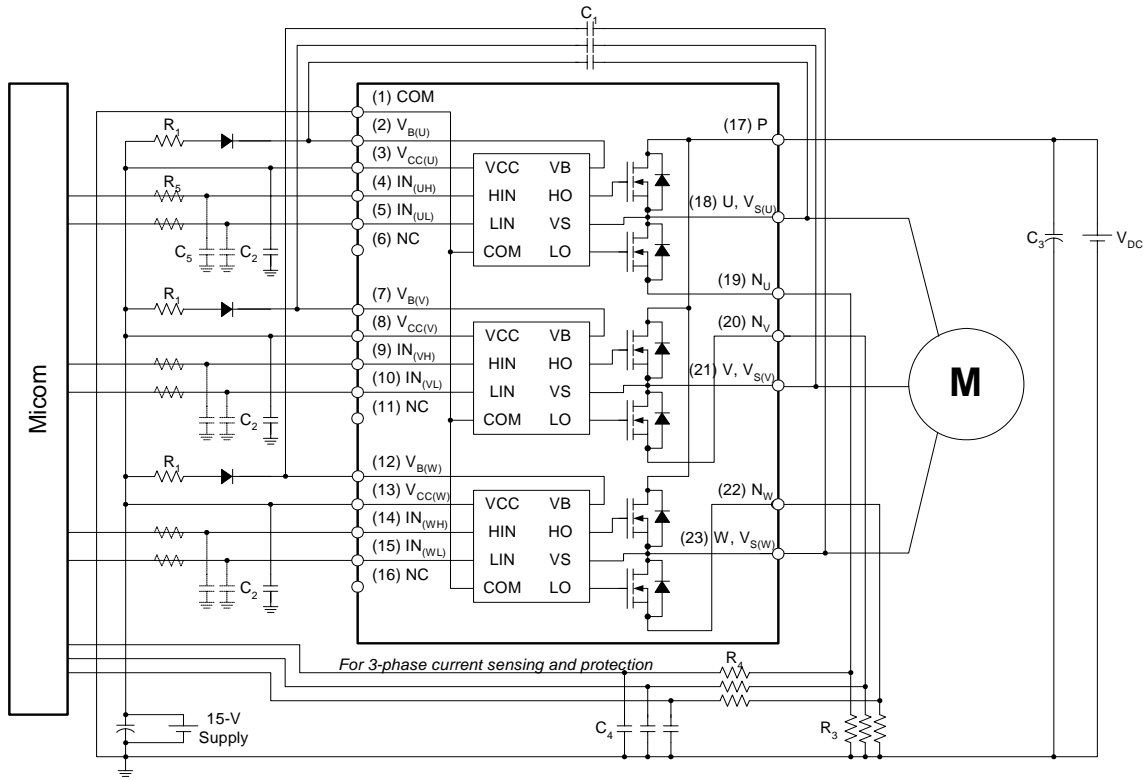 C1
(1) COM
(2) VB(U)
(3) VCC(U)
(4) IN(UH)
(5) IN(UL)
(6) NC
(7) VB(V)
(8) VCC(V)
(9) IN(VH)
(10) IN(VL)
(11) NC
(12) VB(W)
(13) VCC(W)
(14) IN(WH)
(15) IN(WL)
(16) NC
Micom
R1
R5
C5
C2
R1
C2
R1
C2
VCC VB
HIN HO
LIN VS
COM LO
VCC VB
HIN HO
LIN VS
COM LO
VCC VB
HIN HO
LIN VS
COM LO
(17) P
(18) U, VS(U)
(19) NU
(20) NV
(21) V, VS(V)
(22) NW
(23) W, VS(W)
C3
VDC
M
For 3-phase current sensing and protection
R4
15-V
Supply
C4
R3